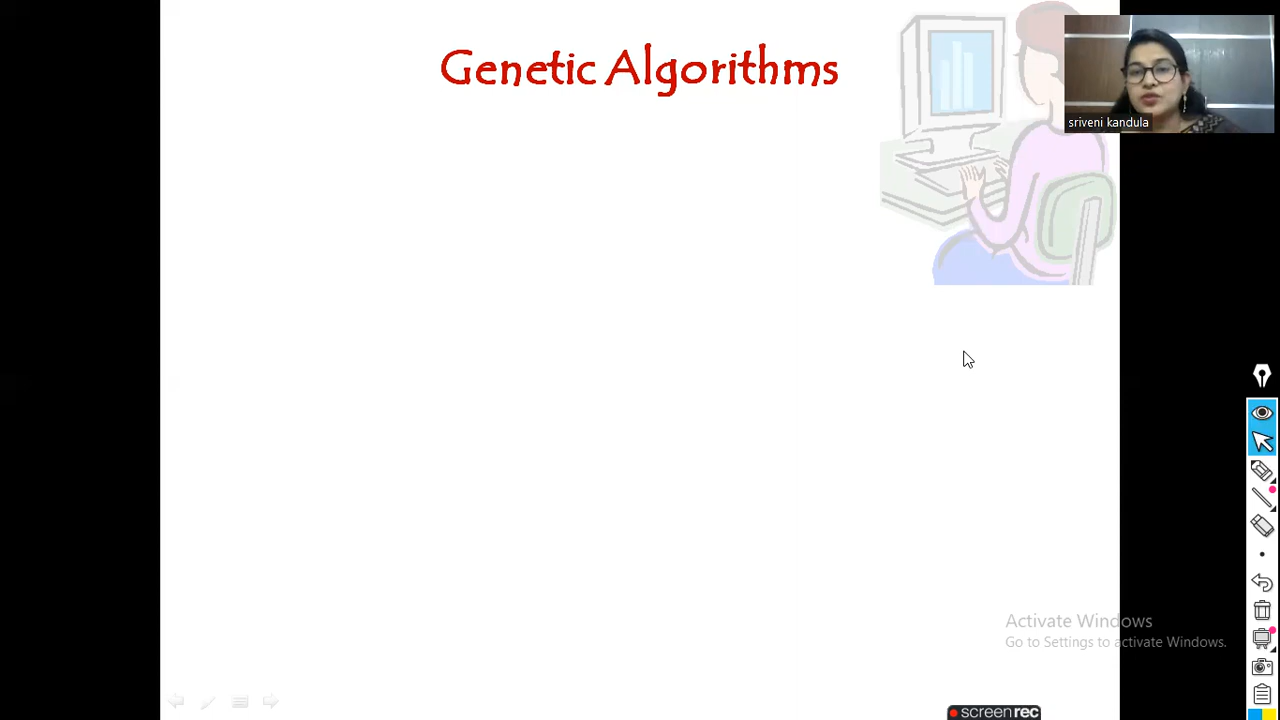 Genetic Algorithms
sriveni kandula
Activate Windows
Go to Settings to activate Windows.
screenrec